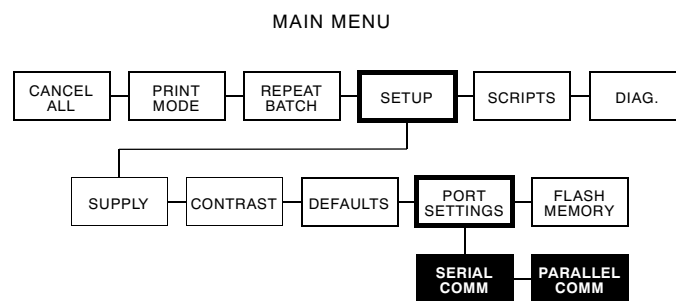 MAIN MENU
CANCEL
ALL
PRINT
MODE
REPEAT
BATCH
SETUP
SCRIPTS
DIAG.
SUPPLY
CONTRAST
DEFAULTS
PORT
SETTINGS
FLASH
MEMORY
SERIAL
COMM
PARALLEL
COMM